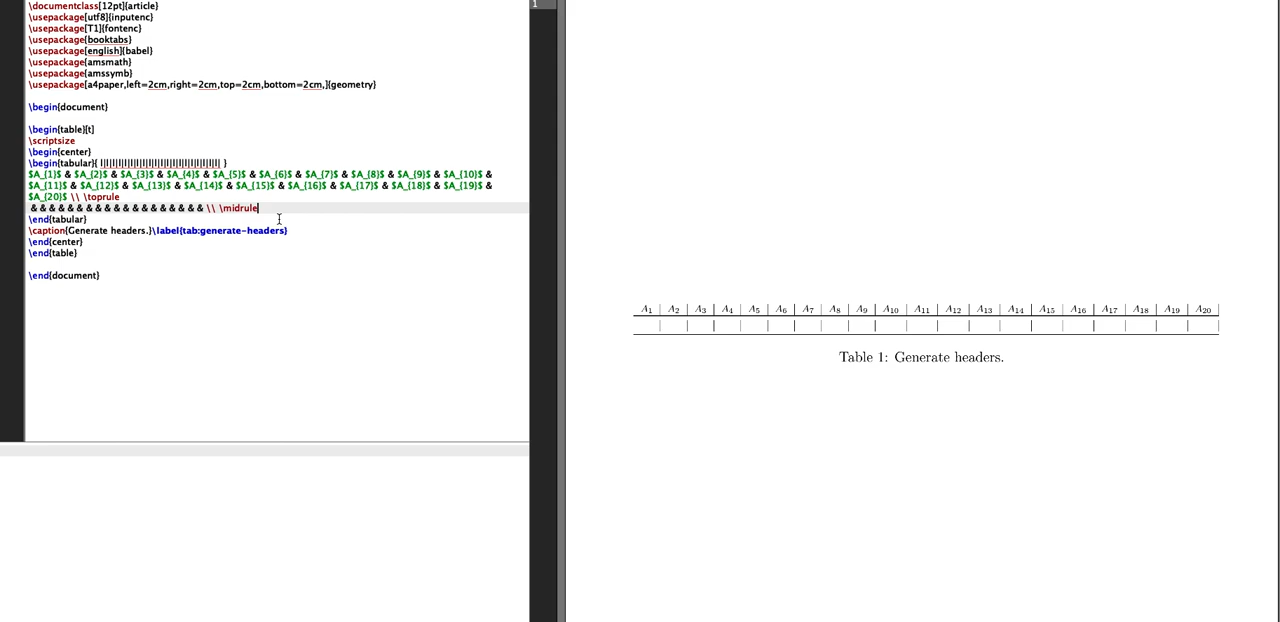 \documentclass[12pt]{article}
\usepackage[utf8]{inputenc}
\usepackage[T1]{fontenc}
\usepackage{booktabs}
\usepackage[english]{babel}
\usepackage{amsmath}
\usepackage{amssymb}
\usepackage[a4paper,left=2cm,right=2cm,top=2cm,bottom=2cm,]{geometry}
\begin{document}
\begin{table}[t]
\scriptsize
\begin{center}
\begin{tabular}{ l|l|l|l|l|l|l|l|l|l|l|l|l|l|l|l|l|l|l|l| }
$A_{1}$ & $A_{2}$ & $A_{3}$ & $A_{4}$ & $A_{5}$ & $A_{6}$ & $A_{7}$ & $A_{8}$ & $A_{9}$ & $A_{10}$ &
$A_{11}$ & $A_{12}$ & $A_{13}$ & $A_{14}$ & $A_{15}$ & $A_{16}$ & $A_{17}$ & $A_{18}$ & $A_{19}$ &
$A_{20}$ \\ \toprule
& & & & & & & & & & & & & & & & & & & \\ \midrule
\end{tabular}
\caption{Generate headers.}\label{tab:generate-headers}
\end{center}
\end{table}
\end{document}
1
A1 A2 A3 A4 A5 A6 A7 A8 A9 A10 A11 A12 A13 A14 A15 A16 A17 A18 A19 A20
Table 1: Generate headers.